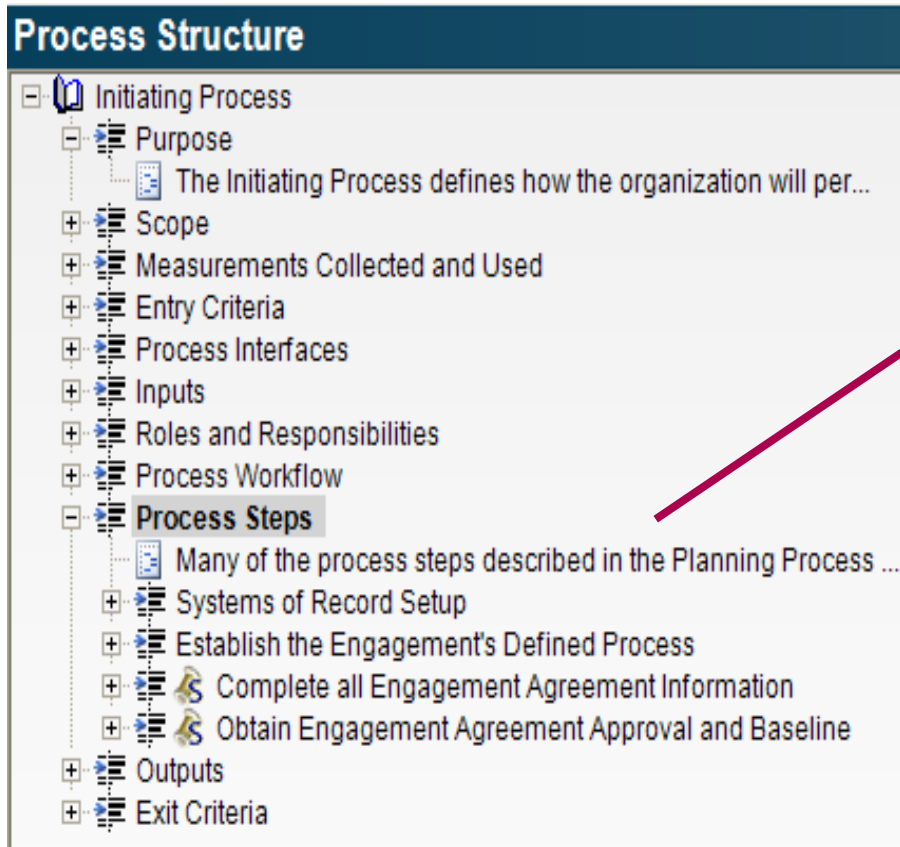 Process Structure
Initiating Process
Purpose
The Initiating Process defines how the organization will per...
Scope
Measurements Collected and Used
Entry Criteria
Process Interfaces
Inputs
Roles and Responsibilities
Process Workflow
Process Steps
Many of the process steps described in the Planning Process ...
Systems of Record Setup
Establish the Engagement's Defined Process
Complete all Engagement Agreement Information
Obtain Engagement Agreement Approval and Baseline
Outputs
Exit Criteria